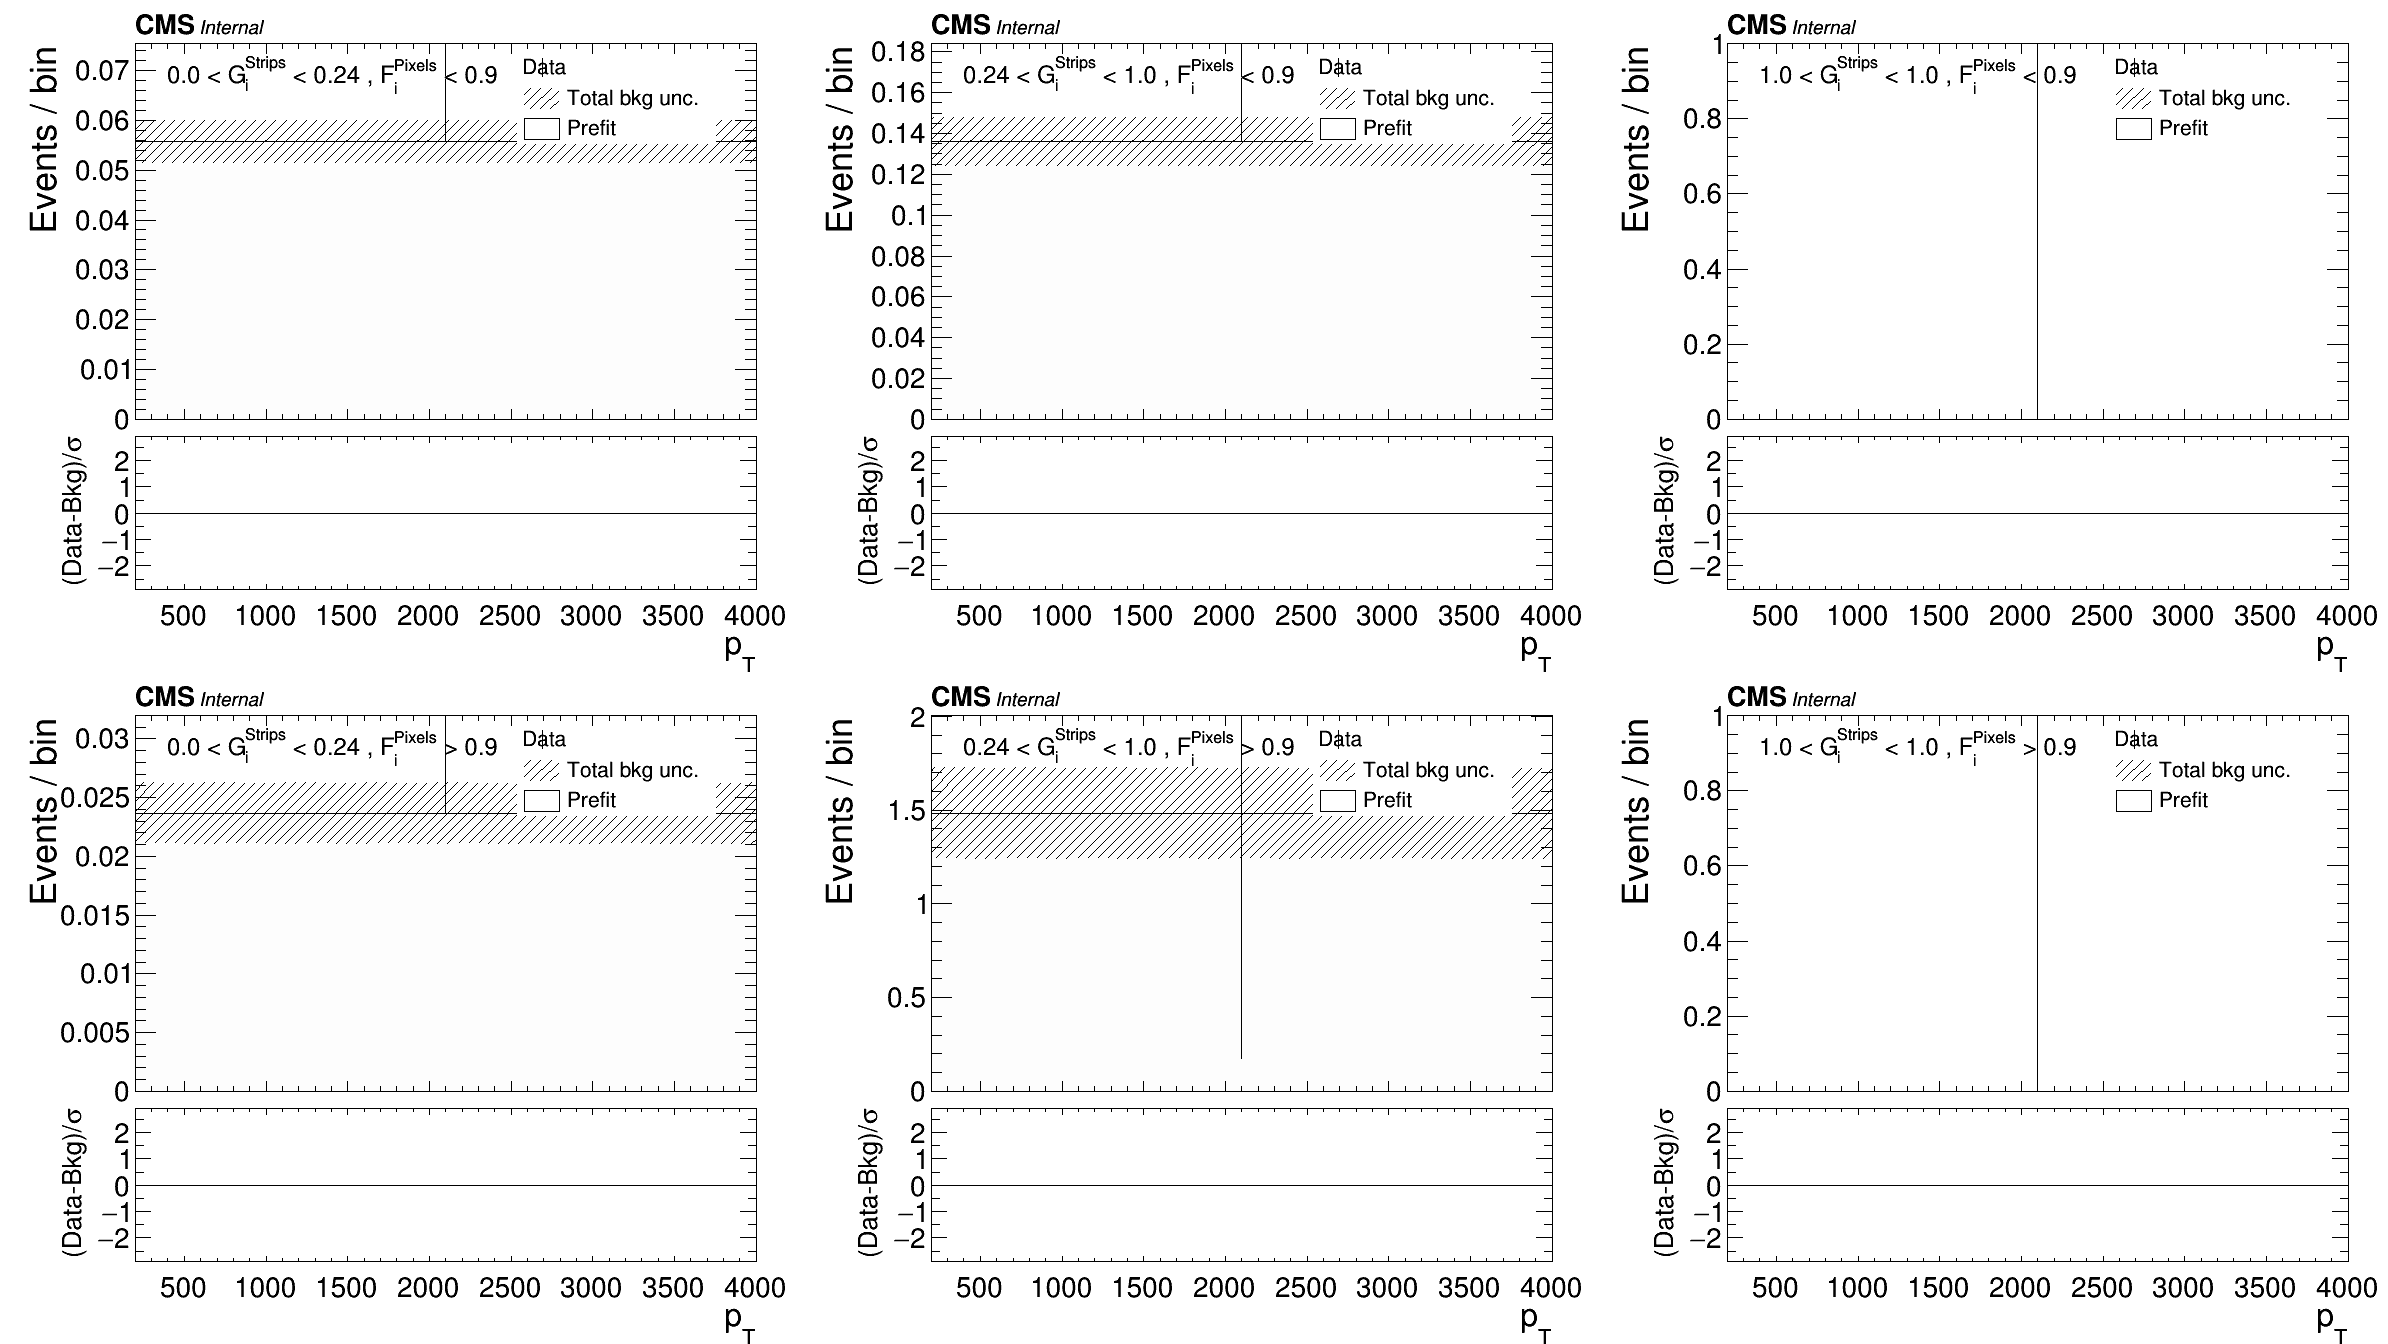 CMS Internal
Events / bin
0.0 < G_i^Strips < 0.24 , F_i^Pixels < 0.9
Data
Total bkg unc.
Prefit
0.07
0.06
0.05
0.04
0.03
0.02
0.01
0
(Data-Bkg)/σ
2
1
0
−1
−2
500 1000 1500 2000 2500 3000 3500 4000
p_T
CMS Internal
Events / bin
0.24 < G_i^Strips < 1.0 , F_i^Pixels < 0.9
Data
Total bkg unc.
Prefit
0.18
0.16
0.14
0.12
0.1
0.08
0.06
0.04
0.02
0
(Data-Bkg)/σ
2
1
0
−1
−2
500 1000 1500 2000 2500 3000 3500 4000
p_T
CMS Internal
Events / bin
1.0 < G_i^Strips < 1.0 , F_i^Pixels < 0.9
Data
Total bkg unc.
Prefit
1
0.8
0.6
0.4
0.2
0
(Data-Bkg)/σ
2
1
0
−1
−2
500 1000 1500 2000 2500 3000 3500 4000
p_T
CMS Internal
Events / bin
0.0 < G_i^Strips < 0.24 , F_i^Pixels > 0.9
Data
Total bkg unc.
Prefit
0.03
0.025
0.02
0.015
0.01
0.005
0
(Data-Bkg)/σ
2
1
0
−1
−2
500 1000 1500 2000 2500 3000 3500 4000
p_T
CMS Internal
Events / bin
0.24 < G_i^Strips < 1.0 , F_i^Pixels > 0.9
Data
Total bkg unc.
Prefit
2
1.5
1
0.5
0
(Data-Bkg)/σ
2
1
0
−1
−2
500 1000 1500 2000 2500 3000 3500 4000
p_T
CMS Internal
Events / bin
1.0 < G_i^Strips < 1.0 , F_i^Pixels > 0.9
Data
Total bkg unc.
Prefit
1
0.8
0.6
0.4
0.2
0
(Data-Bkg)/σ
2
1
0
−1
−2
500 1000 1500 2000 2500 3000 3500 4000
p_T